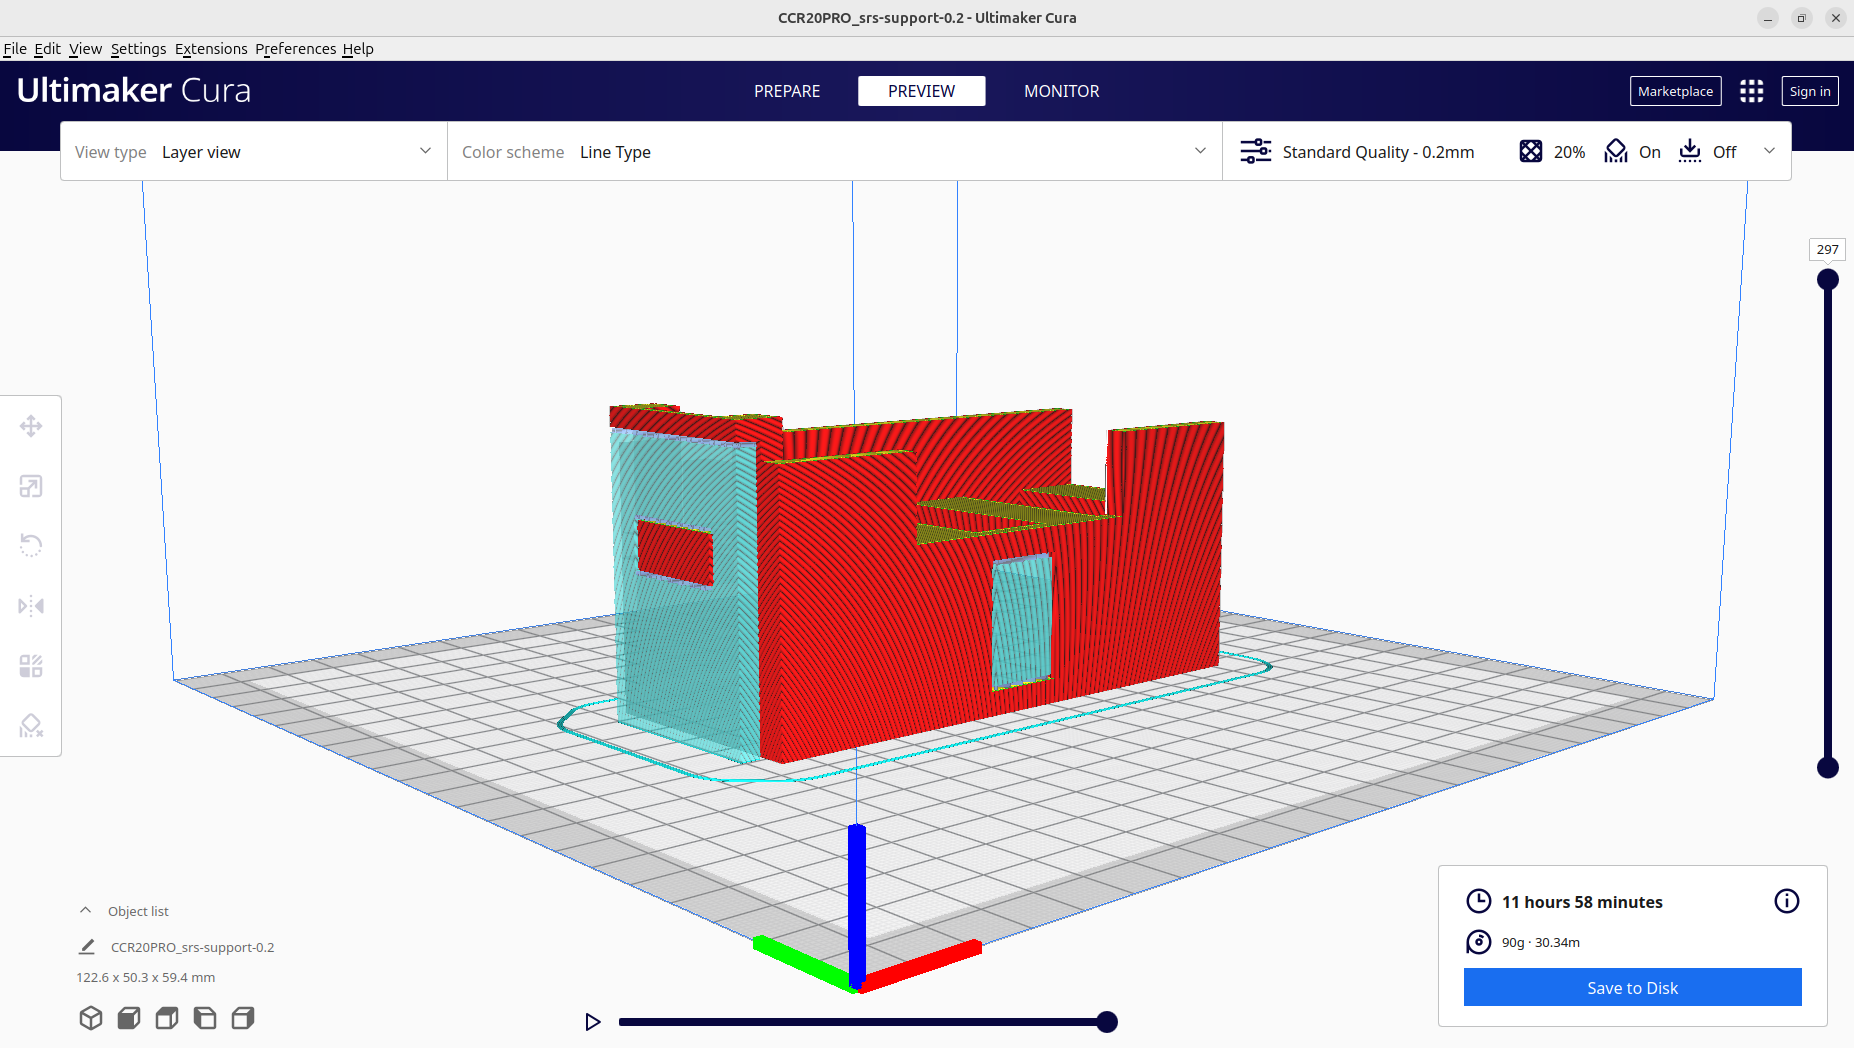 CCR20PRO_srs-support-0.2 - Ultimaker Cura
File Edit View Settings Extensions Preferences Help
Ultimaker Cura
PREPARE PREVIEW MONITOR
Marketplace
Sign in
View type Layer view
Color scheme Line Type
Standard Quality - 0.2mm 20% On Off
297
Object list
CCR20PRO_srs-support-0.2
122.6 x 50.3 x 59.4 mm
11 hours 58 minutes
90g · 30.34m
Save to Disk